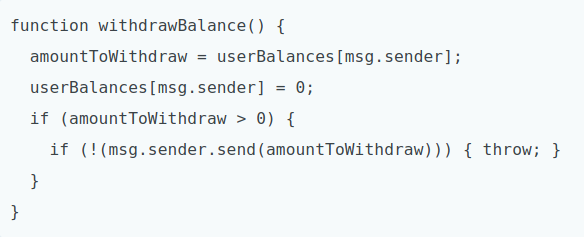 function withdrawBalance() {
  amountToWithdraw = userBalances[msg.sender];
  userBalances[msg.sender] = 0;
  if (amountToWithdraw > 0) {
    if (!(msg.sender.send(amountToWithdraw))) { throw; }
  }
}